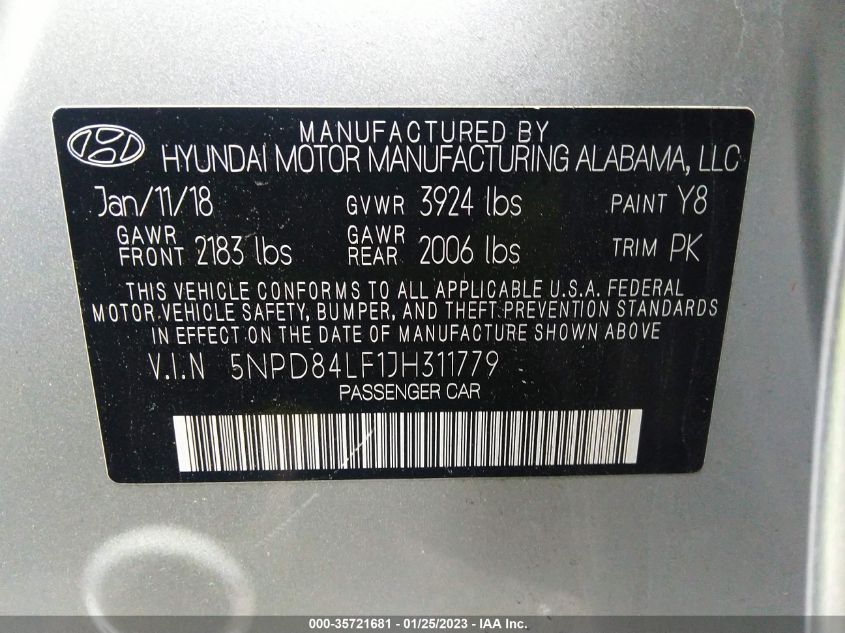 MANUFACTURED BY
HYUNDAI MOTOR MANUFACTURING ALABAMA, LLC
Jan/11/18 GVWR 3924 lbs PAINT Y8
GAWR FRONT 2183 lbs GAWR REAR 2006 lbs TRIM PK
THIS VEHICLE CONFORMS TO ALL APPLICABLE U.S.A. FEDERAL
MOTOR VEHICLE SAFETY, BUMPER, AND THEFT PREVENTION STANDARDS
IN EFFECT ON THE DATE OF MANUFACTURE SHOWN ABOVE
V.I.N 5NPD84LF1JH311779
PASSENGER CAR
000-35721681 - 01/25/2023 - IAA Inc.